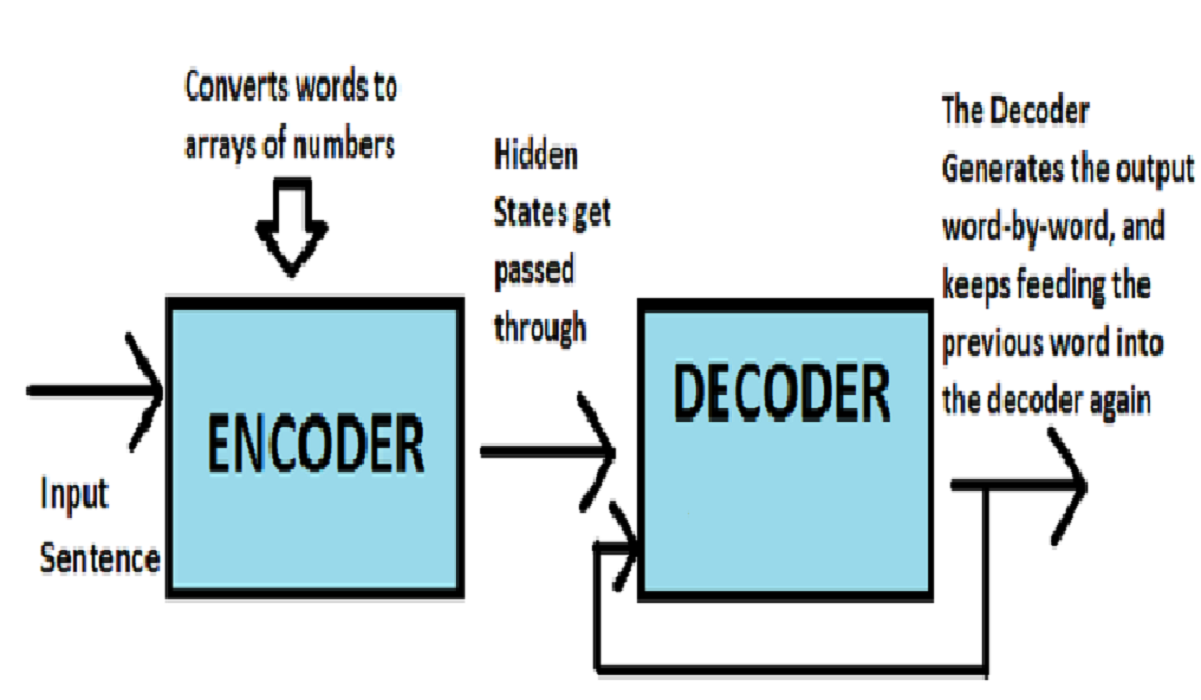 Converts words to
arrays of numbers
Input
Sentence
ENCODER
Hidden
States get
passed
through
DECODER
The Decoder
Generates the output
word-by-word, and
keeps feeding the
previous word into
the decoder again